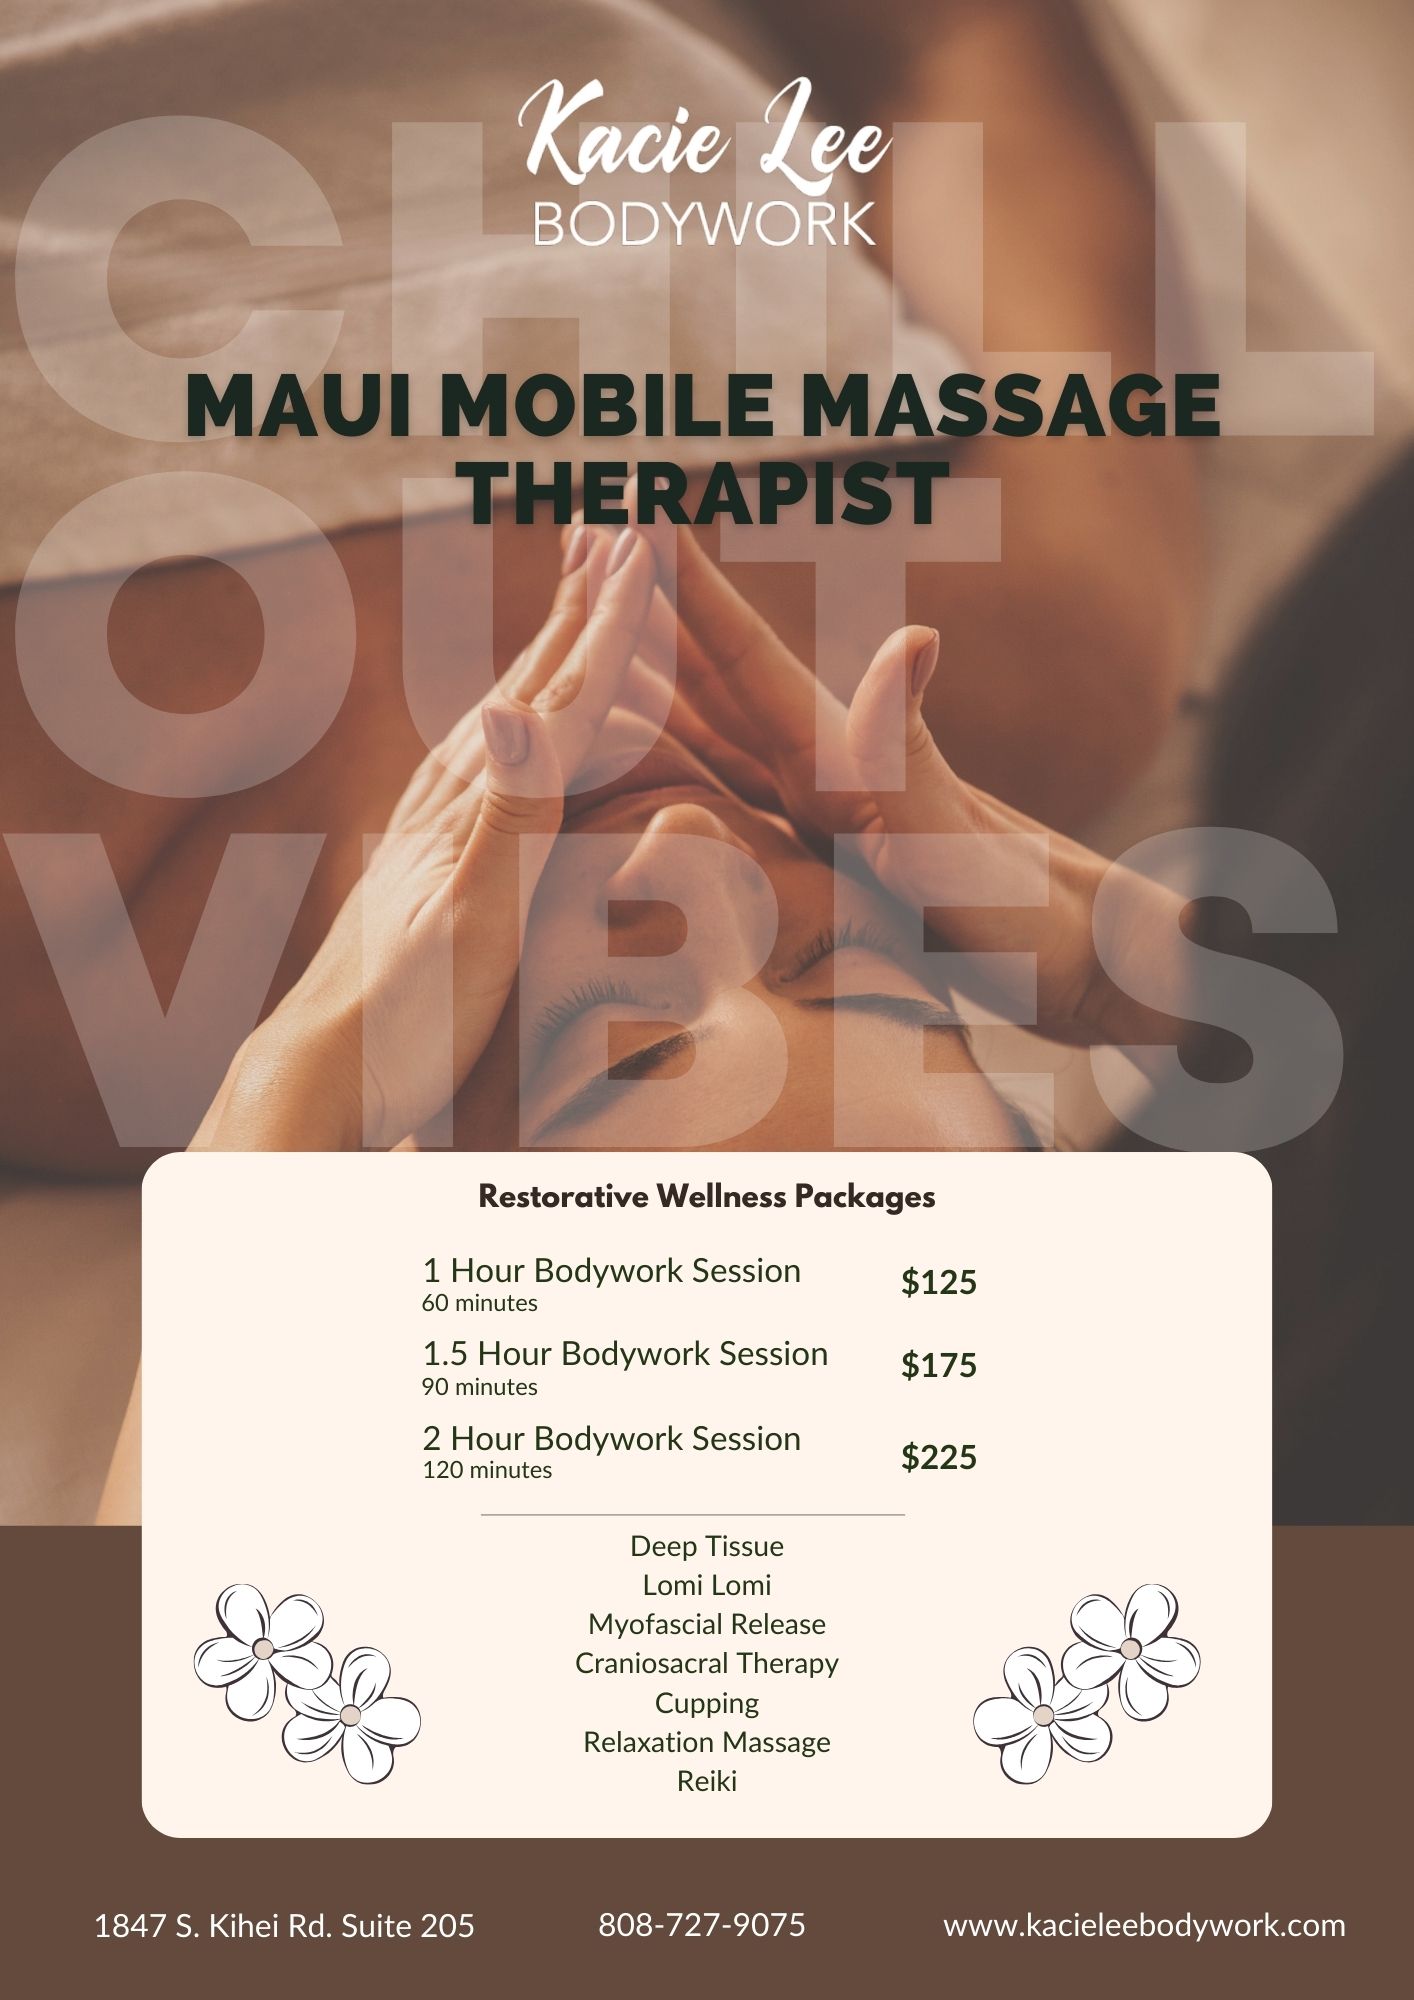 Kacie Lee
BODYWORK
CHILL
MAUI MOBILE MASSAGE
THERAPIST
OUT
VIBES
Restorative Wellness Packages
1 Hour Bodywork Session $125
60 minutes
1.5 Hour Bodywork Session $175
90 minutes
2 Hour Bodywork Session $225
120 minutes
Deep Tissue
Lomi Lomi
Myofascial Release
Craniosacral Therapy
Cupping
Relaxation Massage
Reiki
1847 S. Kihei Rd. Suite 205 808-727-9075 www.kacieleebodywork.com